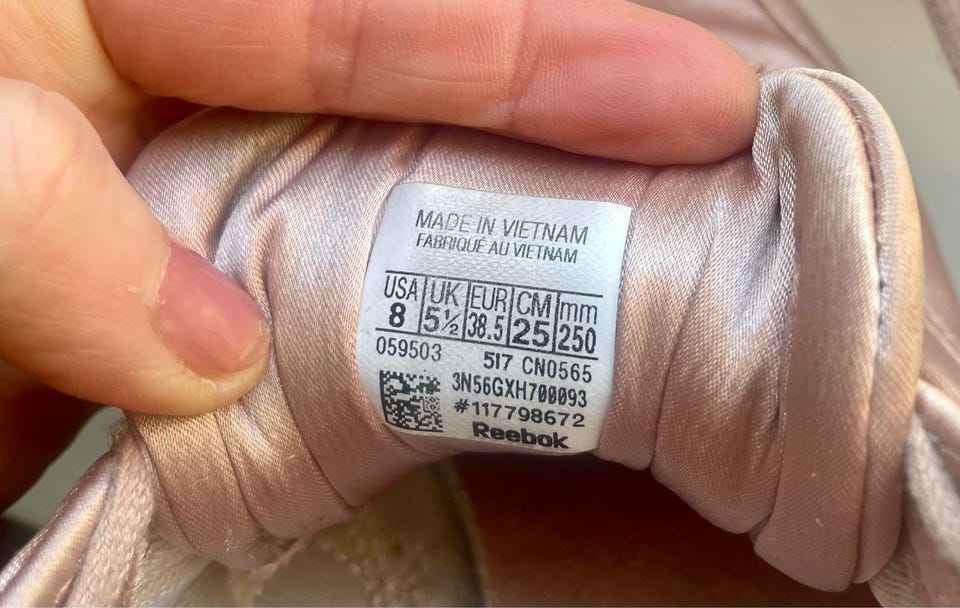 MADE IN VIETNAM
FABRIQUÉ AU VIETNAM
USA UK EUR CM mm
8 5½ 38.5 25 250
059503 517 CN0565
3N56GXH700093
#117798672
Reebok